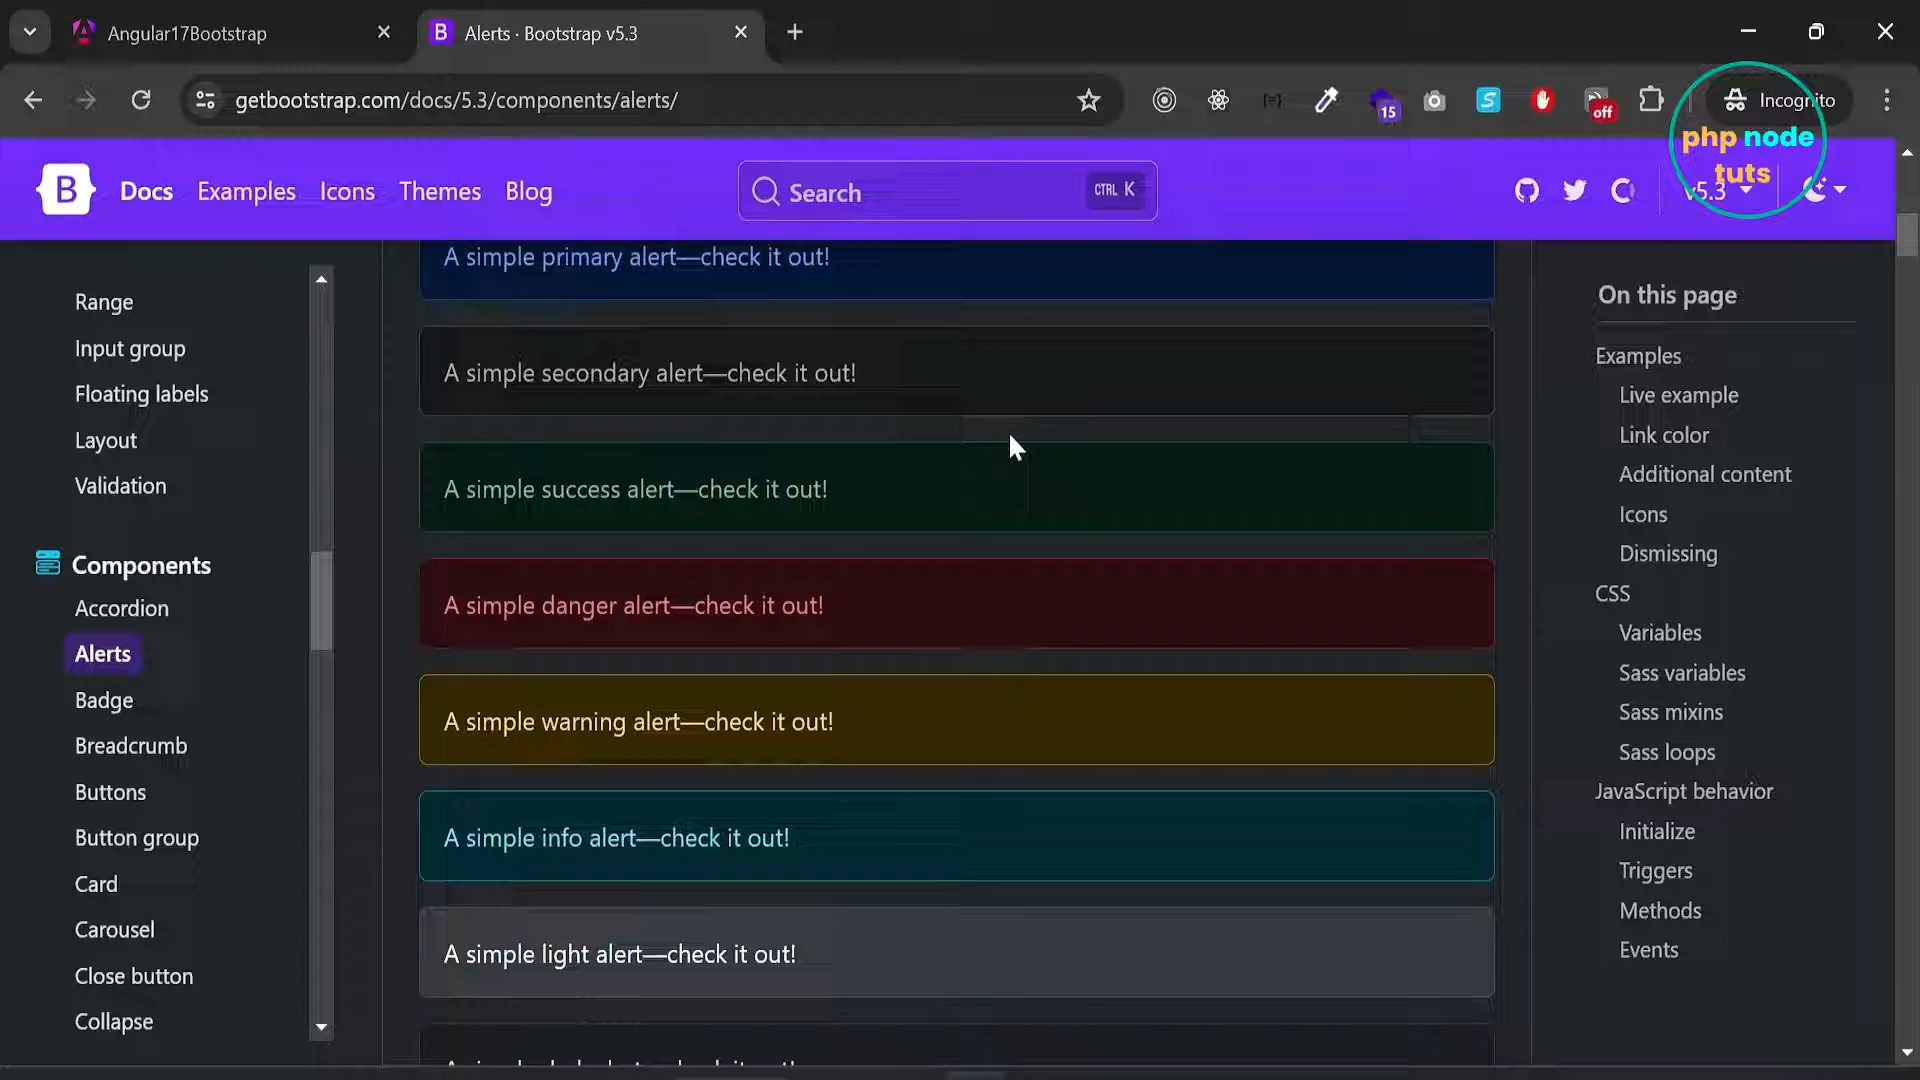 Angular17Bootstrap
B Alerts · Bootstrap v5.3
getbootstrap.com/docs/5.3/components/alerts/
15
off
Incognito
php node
tuts
B Docs Examples Icons Themes Blog
Search
CTRL K
v5.3
Range
Input group
Floating labels
Layout
Validation
Components
Accordion
Alerts
Badge
Breadcrumb
Buttons
Button group
Card
Carousel
Close button
Collapse
A simple primary alert—check it out!
A simple secondary alert—check it out!
A simple success alert—check it out!
A simple danger alert—check it out!
A simple warning alert—check it out!
A simple info alert—check it out!
A simple light alert—check it out!
On this page
Examples
Live example
Link color
Additional content
Icons
Dismissing
CSS
Variables
Sass variables
Sass mixins
Sass loops
JavaScript behavior
Initialize
Triggers
Methods
Events